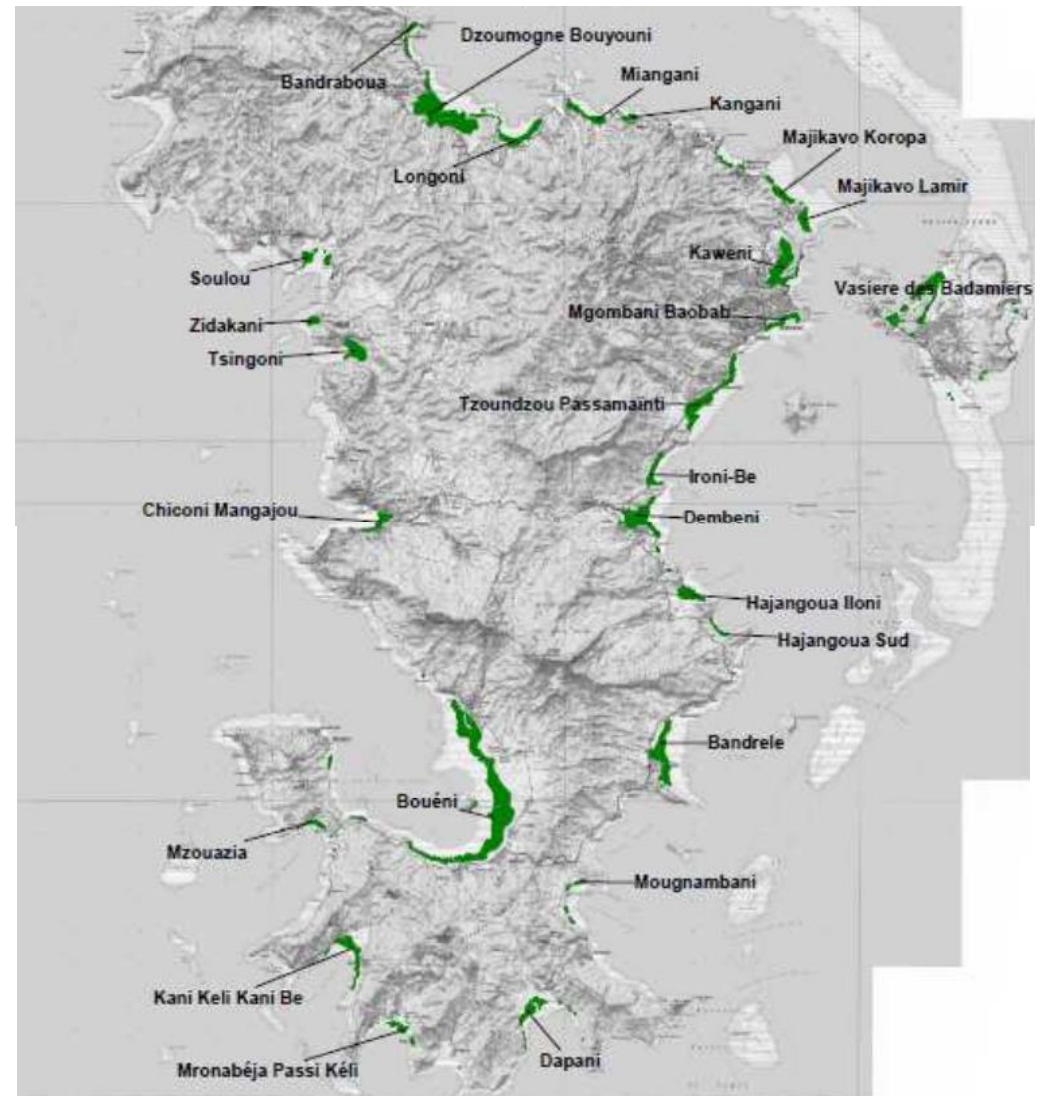 Dzoumogne Bouyouni
Bandraboua
Miangani
Kangani
Majikavo Koropa
Longoni
Majikavo Lamir
Kaweni
Soulou
Vasiere des Badamiers
Mgombani Baobab
Zidakani
Tsingoni
Tzoundzou Passamaïnti
Ironi-Be
Chiconi Mangajou
Dembeni
Hajangoua Iloni
Hajangoua Sud
Bandrele
Bouéni
Mzouazia
Mougnambani
Kani Keli Kani Be
Mronabéja Passi Kéli
Dapani